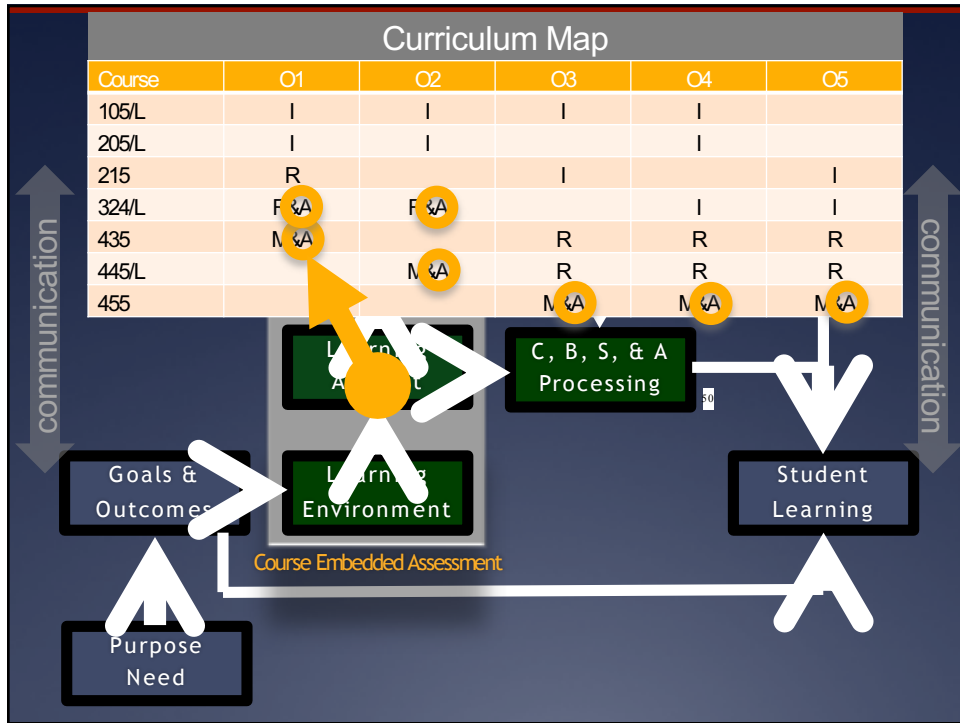 Curriculum Map
Course O1 O2 O3 O4 O5
105/L I I I I
205/L I I I
215 R I I
324/L &A &A I I
435 M&A R R R
445/L M&A R R R
455 M&A M&A M&A
communication
communication
C, B, S, & A
Processing
50
Goals &
Outcomes
Environment
Student
Learning
Course Embedded Assessment
Purpose
Need